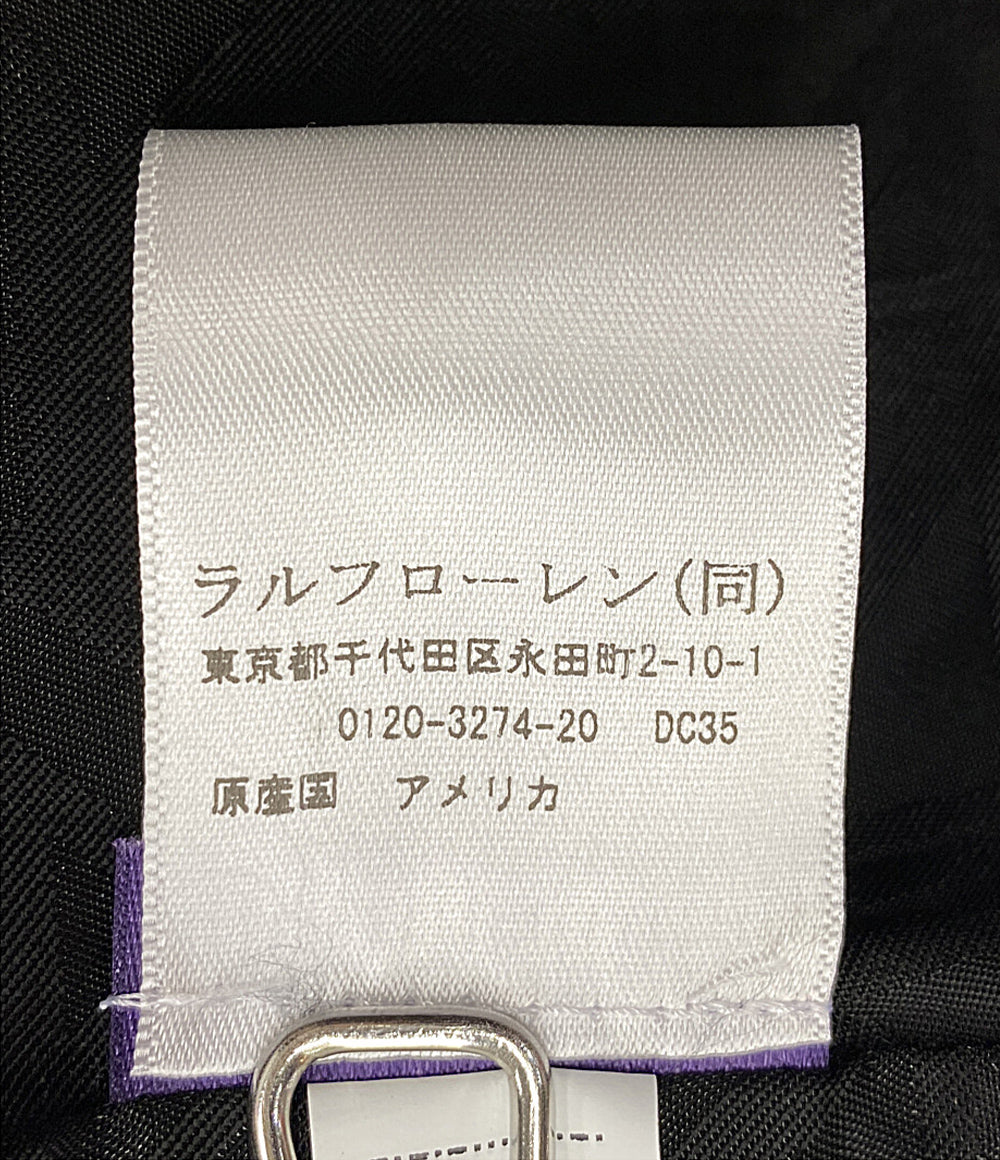 ラルフローレン(同)
東京都千代田区永田町2-10-1
0120-3274-20 DC35
原産国 アメリカ